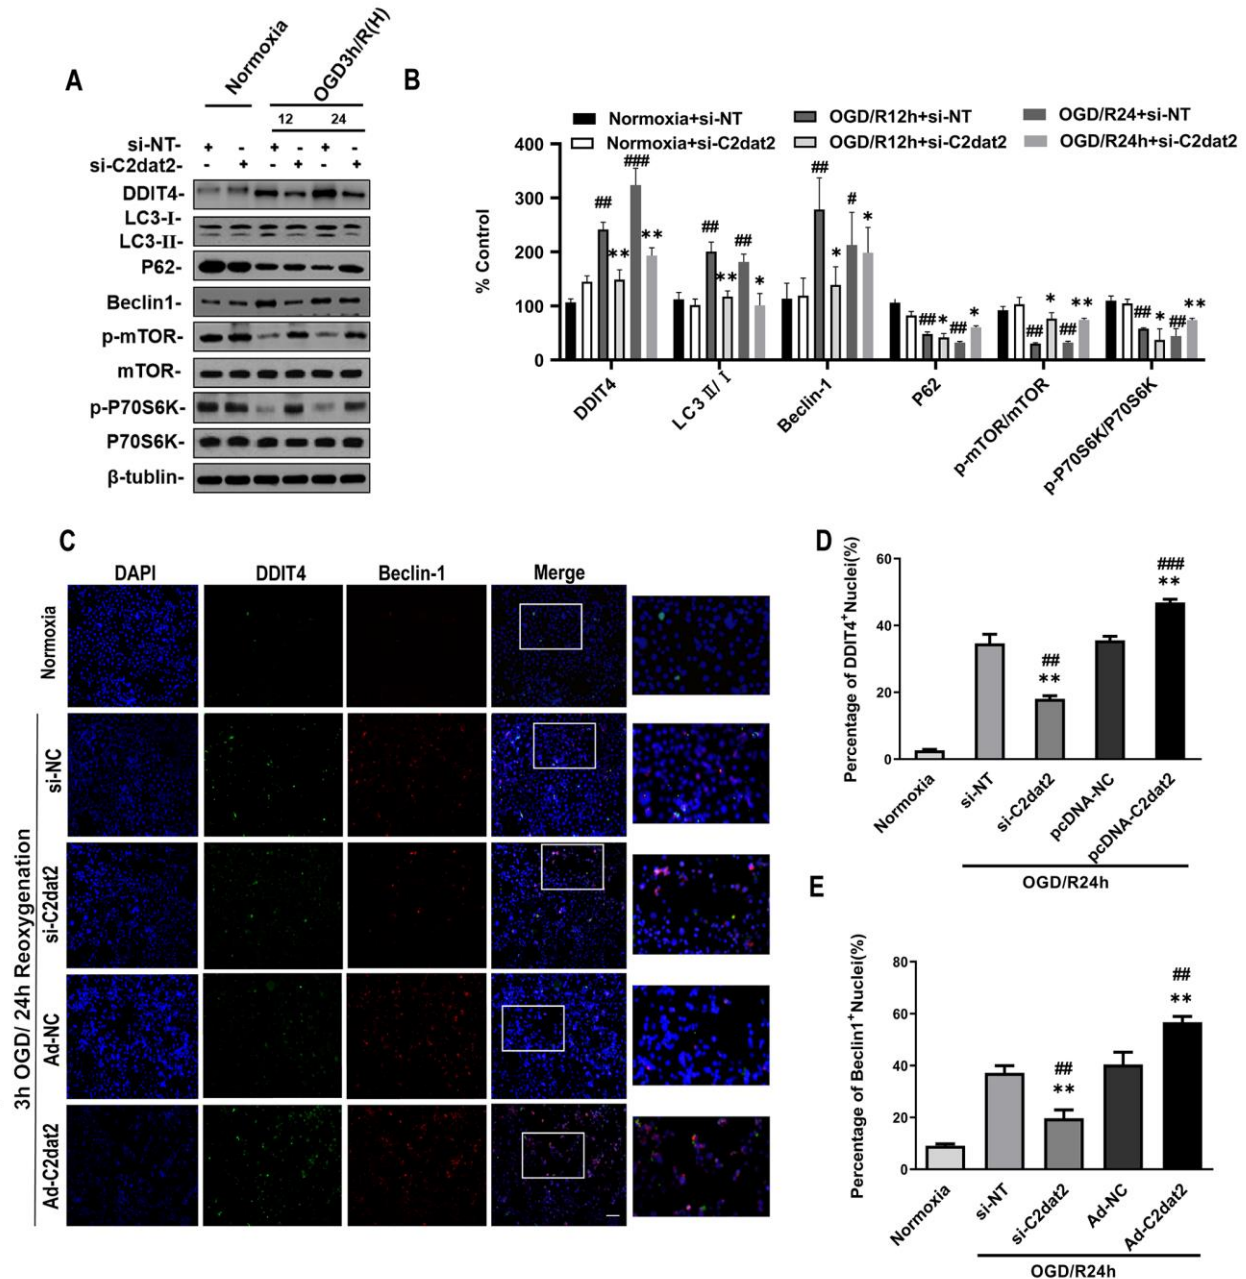 A
Normoxia
OGD3h/R(H)
12 24
si-NT- + - + - + -
si-C2dat2- - + - + - +
DDIT4-
LC3-I-
LC3-II-
P62-
Beclin1-
p-mTOR-
mTOR-
p-P70S6K-
P70S6K-
β-tublin-
B
Normoxia+si-NT
Normoxia+si-C2dat2
OGD/R12h+si-NT
OGD/R12h+si-C2dat2
OGD/R24+si-NT
OGD/R24h+si-C2dat2
% Control
400
300
200
100
0
## ** ### **
## ** ## *
## * # *
## * ## *
## * ## **
## * ## **
DDIT4
LC3 II/ I
Beclin-1
P62
p-mTOR/mTOR
p-P70S6K/P70S6K
C
DAPI DDIT4 Beclin-1 Merge
Normoxia
3h OGD/ 24h Reoxygenation
si-NC
si-C2dat2
Ad-NC
Ad-C2dat2
D
Percentage of DDIT4+Nuclei(%)
60
40
20
0
##
**
###
**
Normoxia
si-NT
si-C2dat2
pcDNA-NC
pcDNA-C2dat2
OGD/R24h
E
Percentage of Beclin1+Nuclei(%)
80
60
40
20
0
##
**
##
**
Normoxia
si-NT
si-C2dat2
Ad-NC
Ad-C2dat2
OGD/R24h